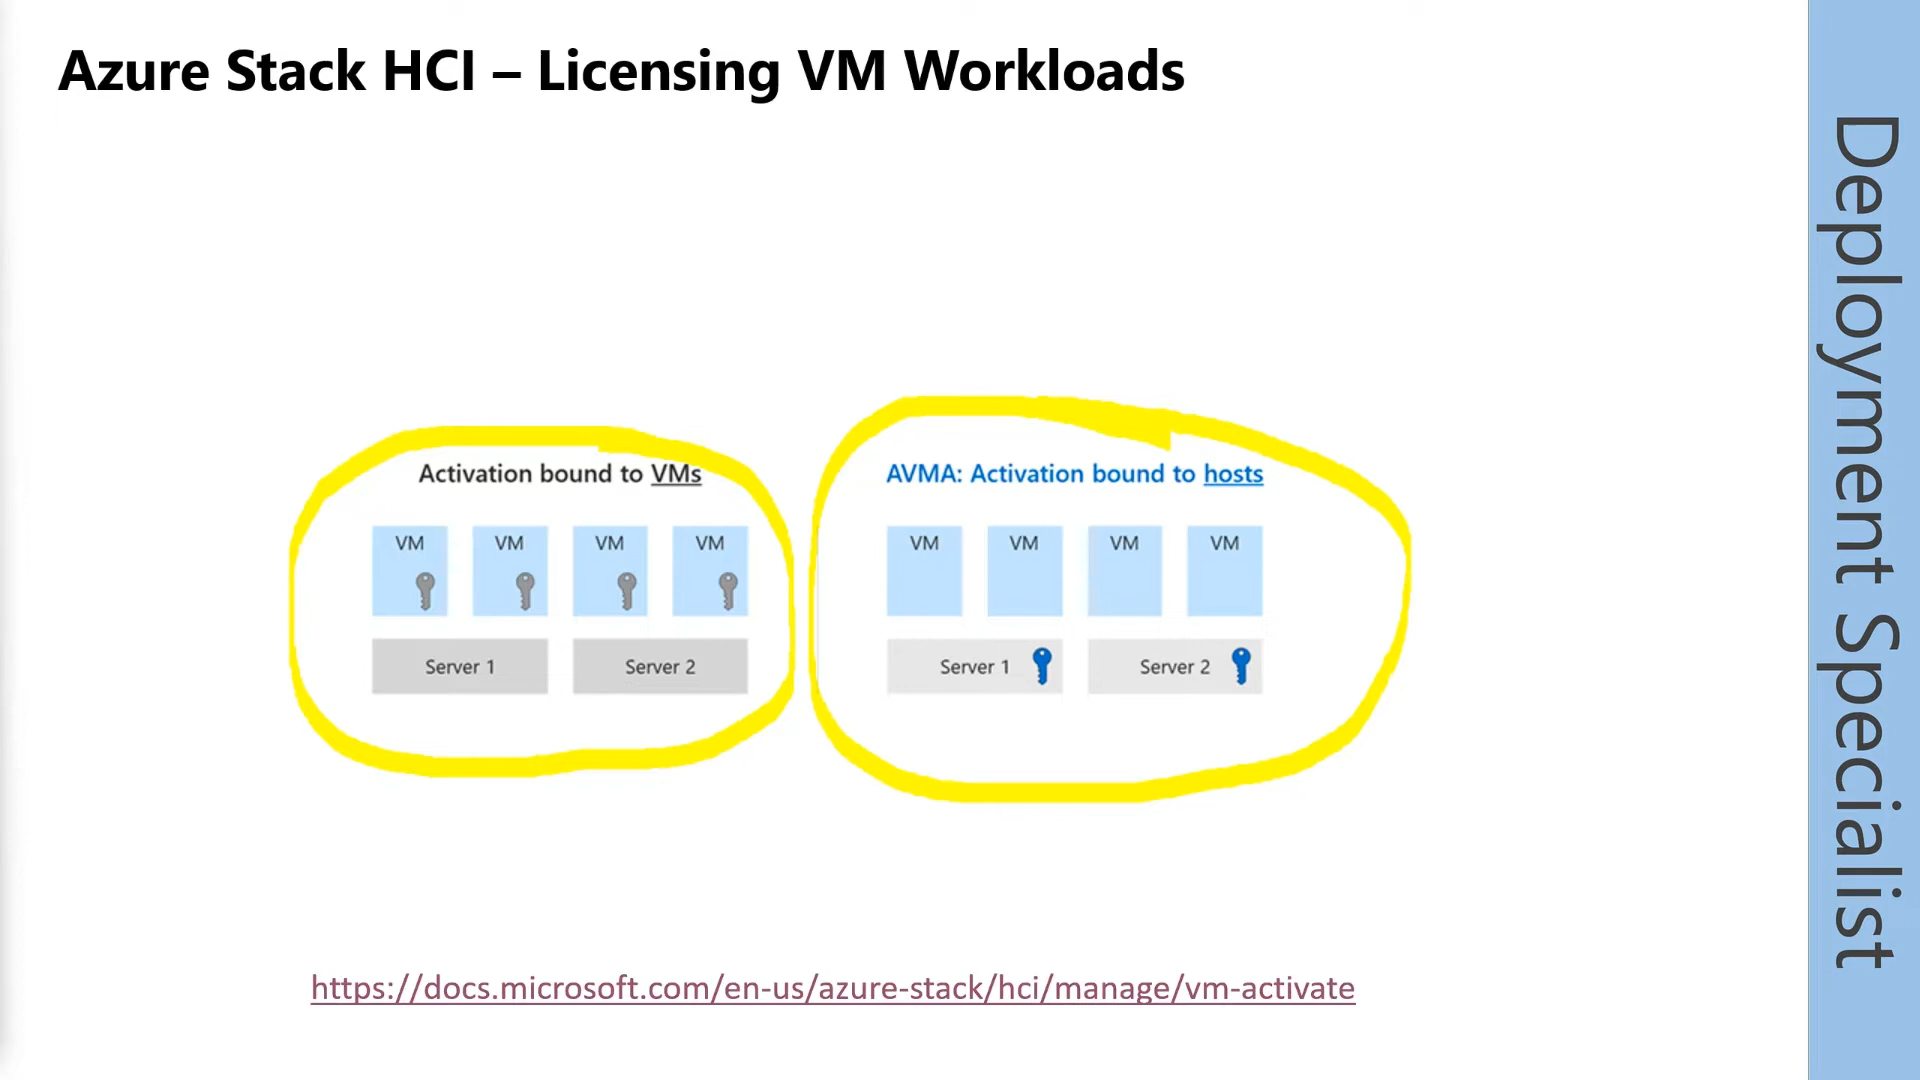 Azure Stack HCI – Licensing VM Workloads
Activation bound to VMs
VM VM VM VM
Server 1 Server 2
AVMA: Activation bound to hosts
VM VM VM VM
Server 1 Server 2
https://docs.microsoft.com/en-us/azure-stack/hci/manage/vm-activate
Deployment Specialist